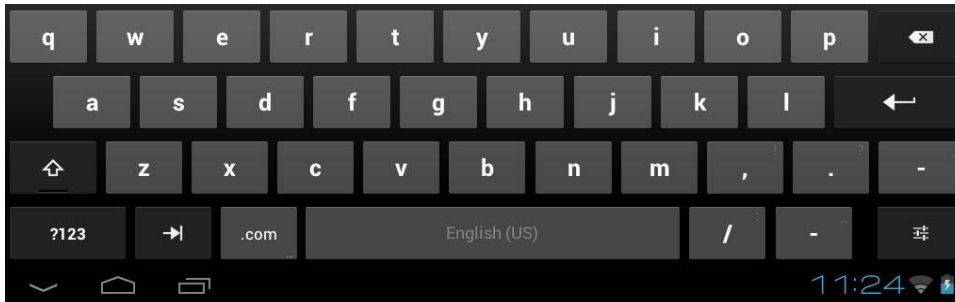 q w e r t y u i o p
a s d f g h j k l
z x c v b n m , ! . ? -
?123 .com English (US) / : -
11:24